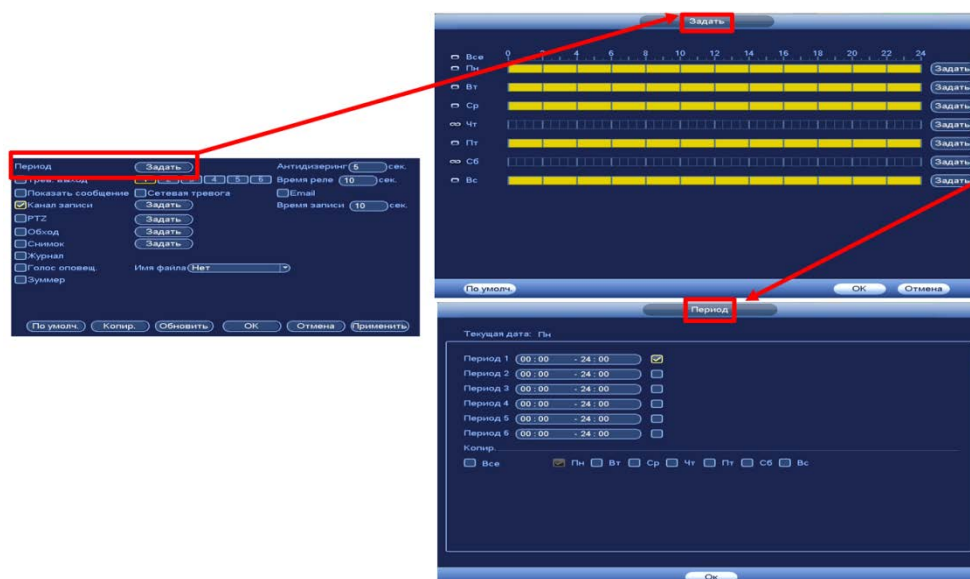 Период Задать Антидизеринг 5 сек.
Трев. выход 1 2 3 4 5 6 Время реле 10 сек.
Показать сообщение Сетевая тревога Email
Канал записи Задать Время записи 10 сек.
PTZ Задать
Обход Задать
Снимок Задать
Журнал
Голос оповещ. Имя файла Нет
Зуммер
По умолч. Копир. Обновить ОК Отмена Применить
Задать
Все 0 2 4 6 8 10 12 14 16 18 20 22 24
Пн Задать
Вт Задать
Ср Задать
Чт Задать
Пт Задать
Сб Задать
Вс Задать
По умолч. ОК Отмена
Период
Текущая дата: Пн
Период 1 00 : 00 - 24 : 00
Период 2 00 : 00 - 24 : 00
Период 3 00 : 00 - 24 : 00
Период 4 00 : 00 - 24 : 00
Период 5 00 : 00 - 24 : 00
Период 6 00 : 00 - 24 : 00
Копир.
Все Пн Вт Ср Чт Пт Сб Вс
Ок